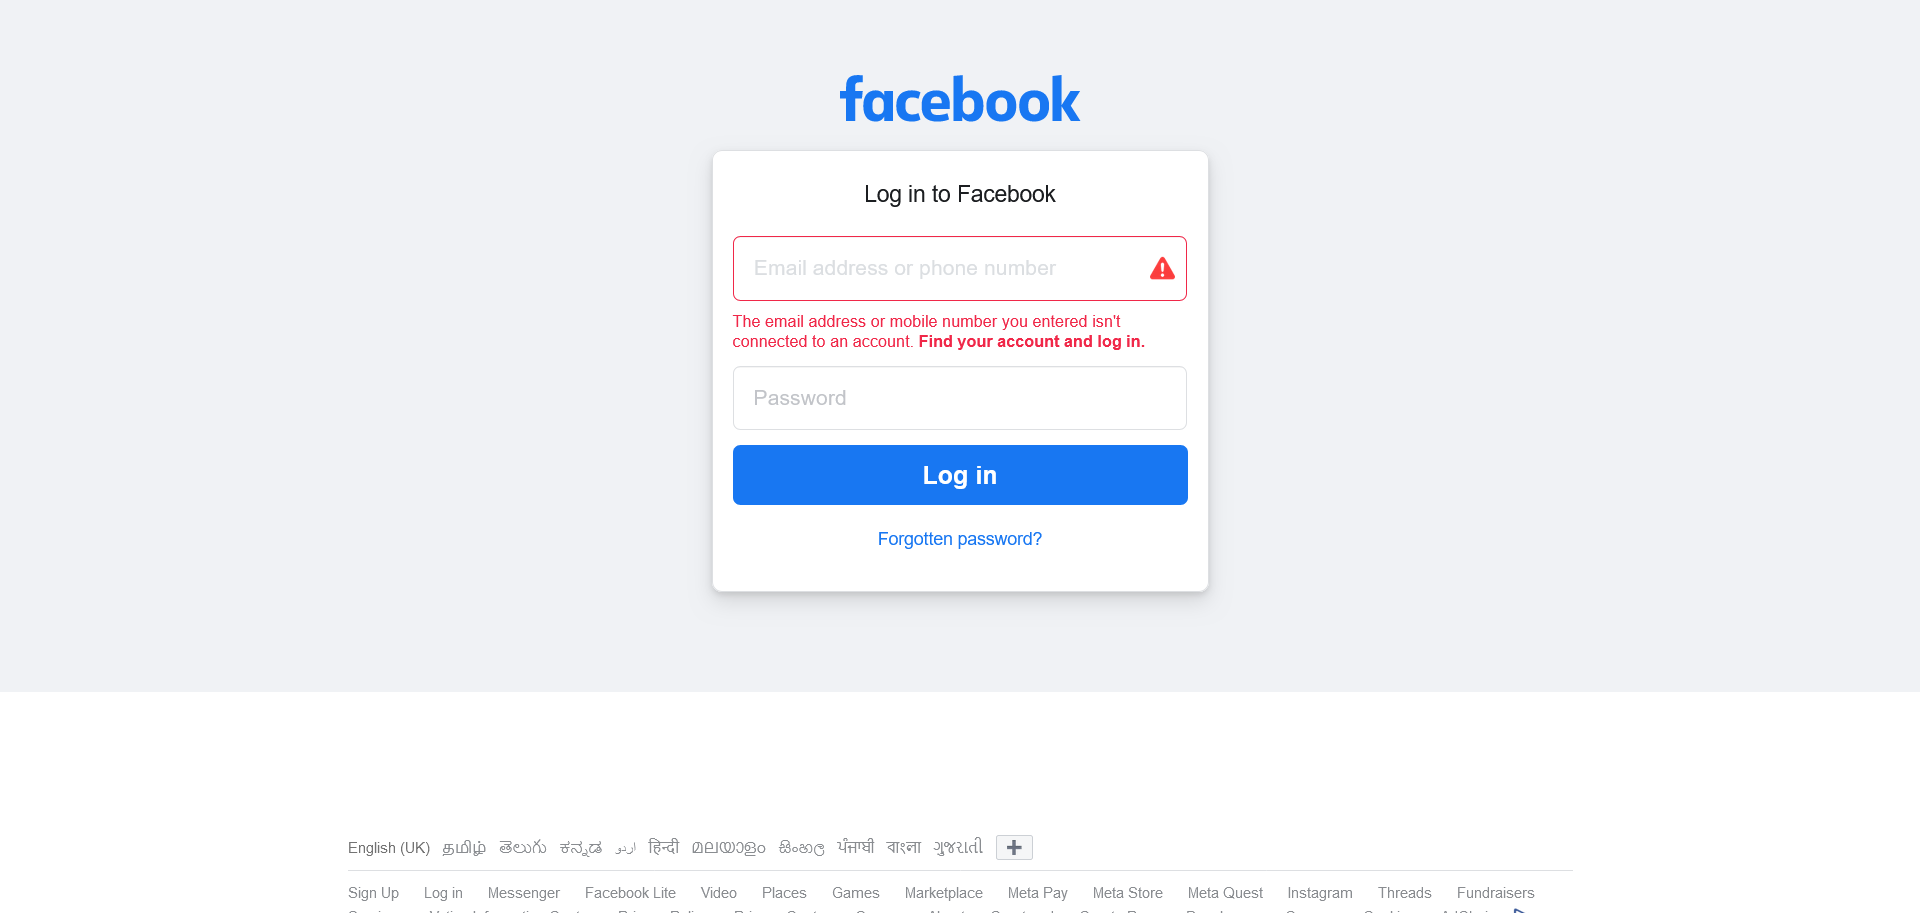 facebook
Log in to Facebook
Email address or phone number
The email address or mobile number you entered isn't
connected to an account. Find your account and log in.
Password
Log in
Forgotten password?
English (UK) தமிழ் తెలుగు ಕನ್ನಡ اردو हिन्दी മലയാളം සිංහල ਪੰਜਾਬੀ বাংলা ગુજરાતી
Sign Up Log in Messenger Facebook Lite Video Places Games Marketplace Meta Pay Meta Store Meta Quest Instagram Threads Fundraisers